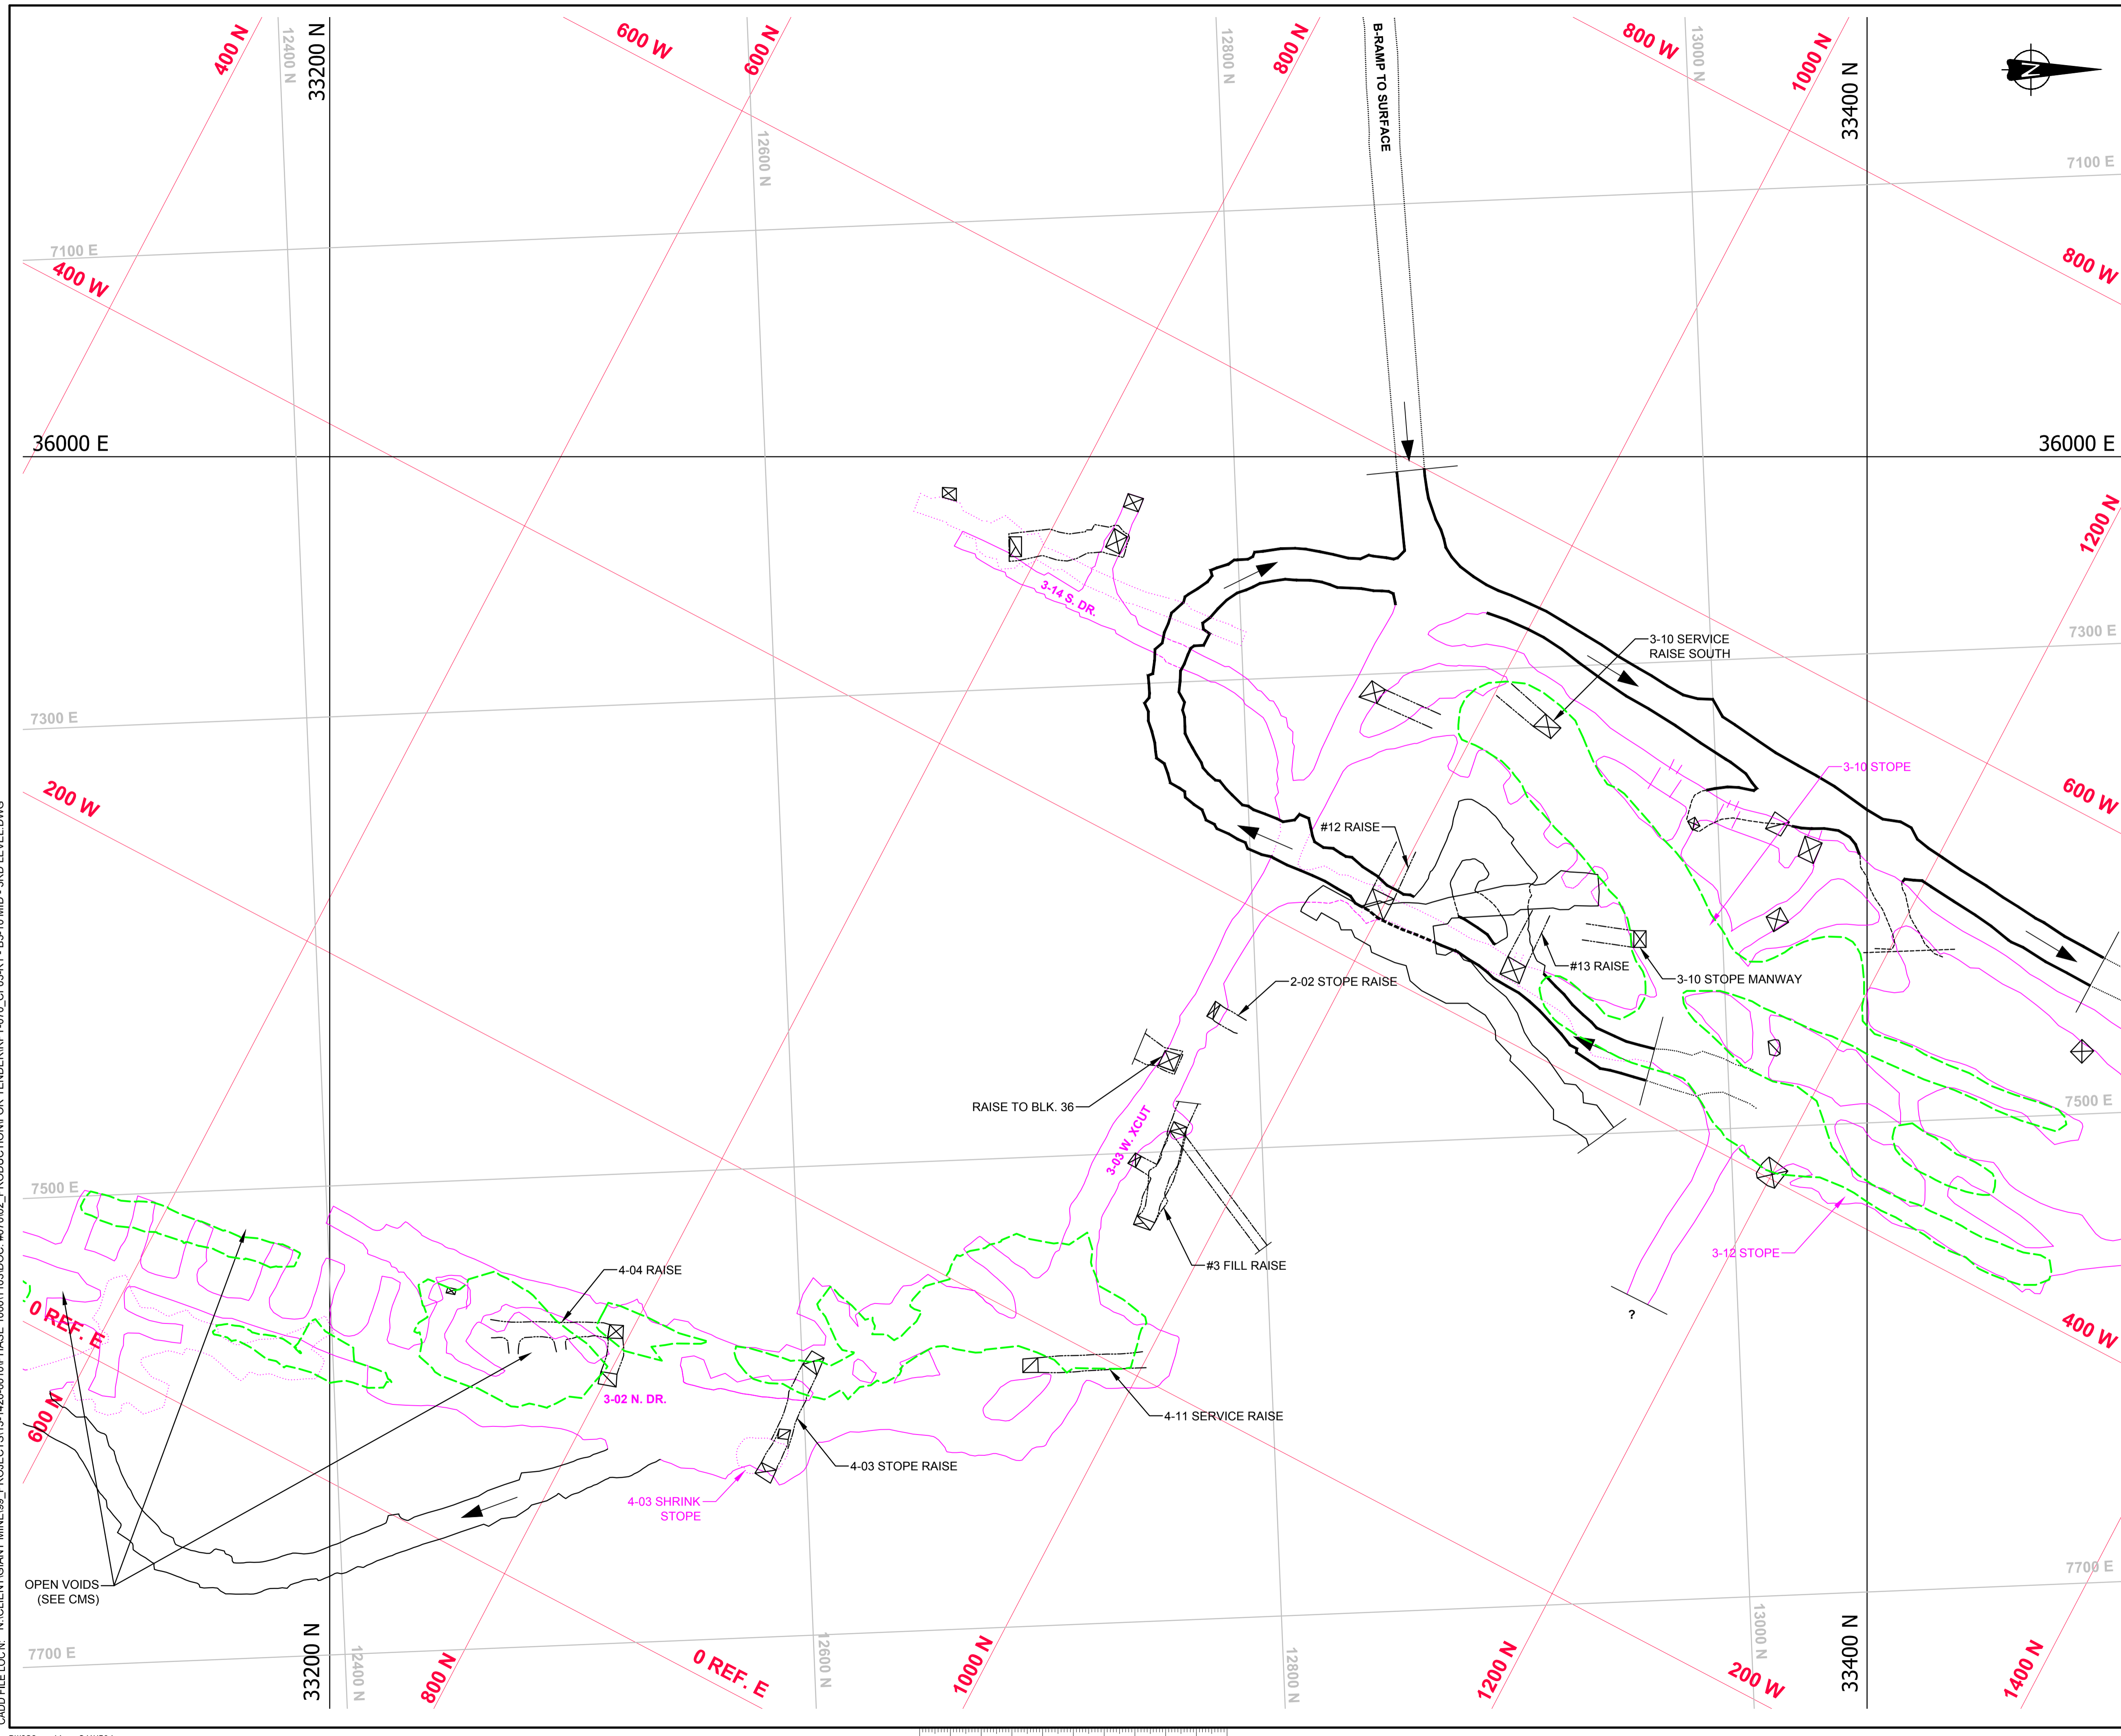 400 N
12400 N
33200 N
600 W
600 N
12800 N
800 N
B-RAMP TO SURFACE
800 W
13000 N
1000 N
33400 N
N
12600 N
7100 E
7100 E
400 W
800 W
36000 E
36000 E
1200 N
3-14 S. DR.
7300 E
3-10 SERVICE
RAISE SOUTH
7300 E
3-10 STOPE
200 W
600 W
#12 RAISE
#13 RAISE
3-10 STOPE MANWAY
2-02 STOPE RAISE
RAISE TO BLK. 36
7500 E
3-03 W. XCUT
7500 E
3-12 STOPE
#3 FILL RAISE
4-04 RAISE
0 REF. E
?
400 W
3-02 N. DR.
600 N
4-11 SERVICE RAISE
4-03 STOPE RAISE
4-03 SHRINK
STOPE
OPEN VOIDS
(SEE CMS)
7700 E
7700 E
33200 N
12400 N
800 N
0 REF. E
12600 N
1000 N
12800 N
1200 N
13000 N
200 W
33400 N
1400 N